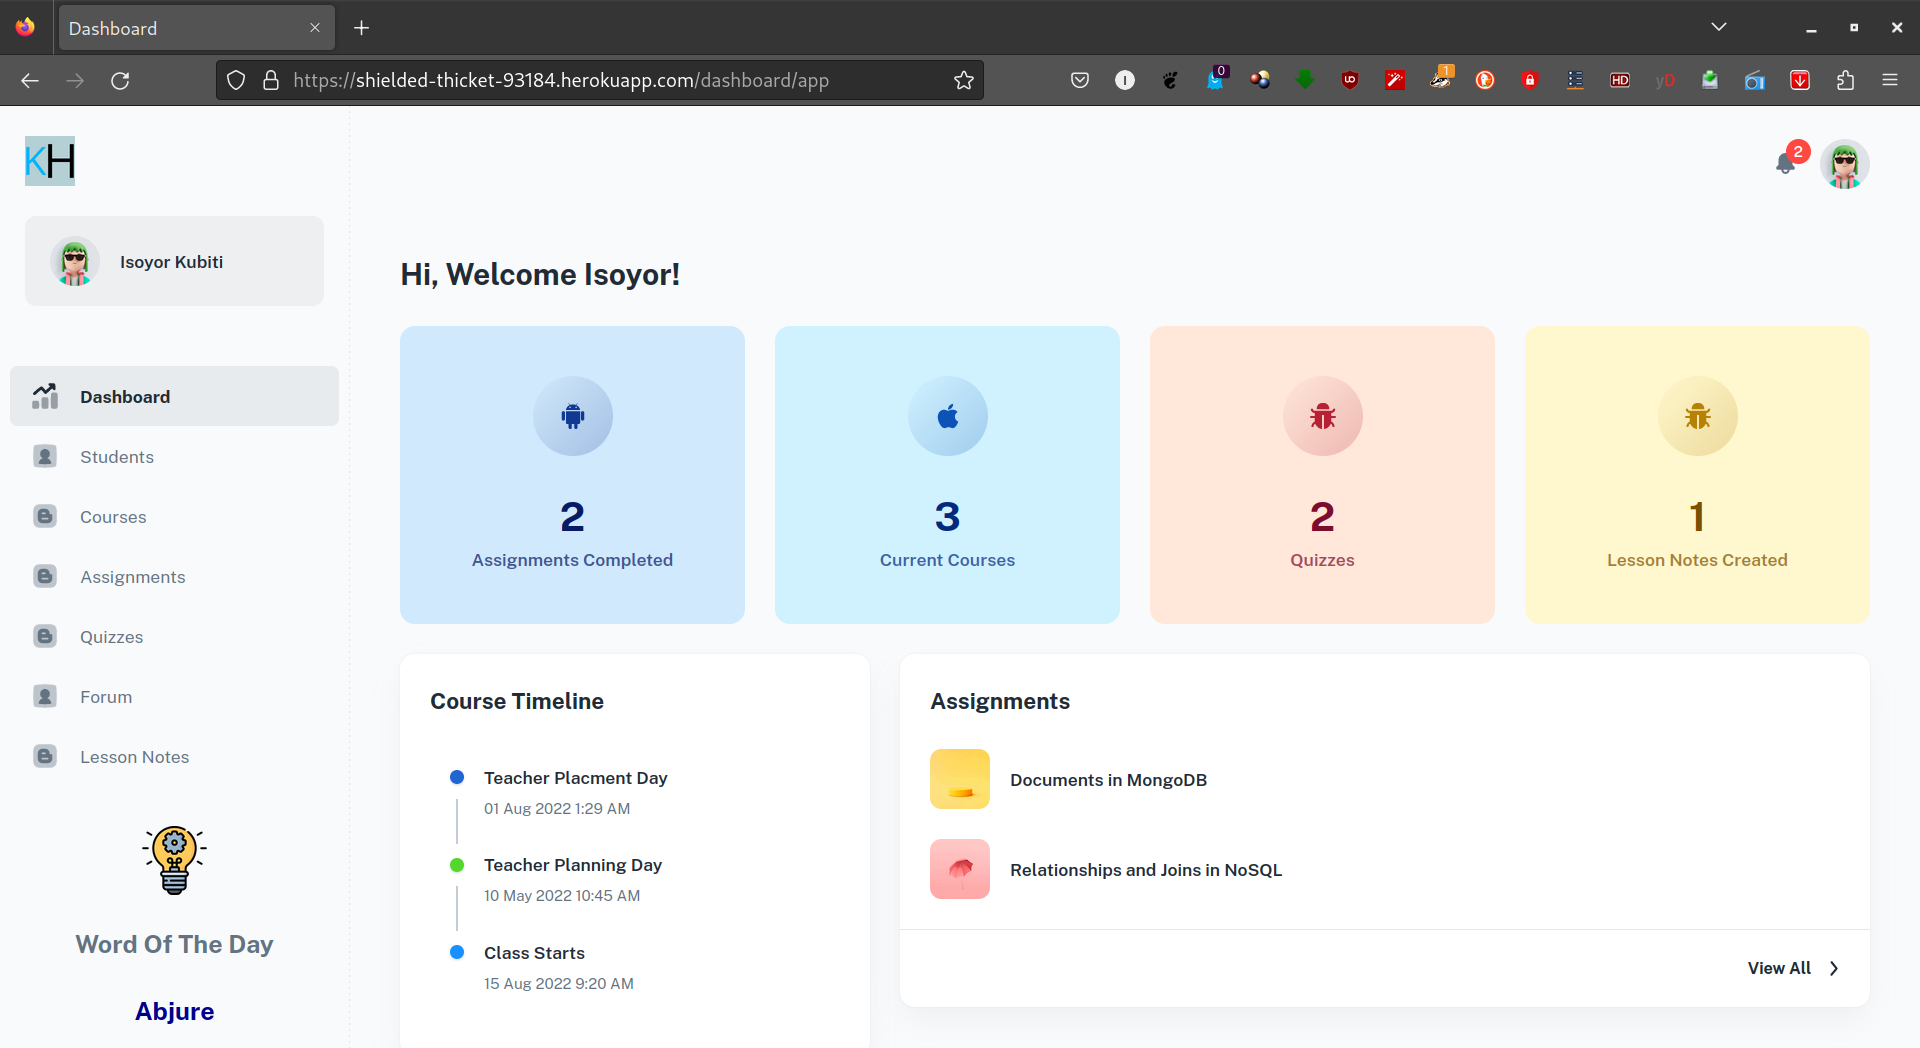 Dashboard
https://shielded-thicket-93184.herokuapp.com/dashboard/app
0
1
HD
yD
KH
2
Isoyor Kubiti
Hi, Welcome Isoyor!
Dashboard
Students
Courses
Assignments
Quizzes
Forum
Lesson Notes
Word Of The Day
Abjure
2
Assignments Completed
3
Current Courses
2
Quizzes
1
Lesson Notes Created
Course Timeline
Teacher Placment Day
01 Aug 2022 1:29 AM
Teacher Planning Day
10 May 2022 10:45 AM
Class Starts
15 Aug 2022 9:20 AM
Assignments
Documents in MongoDB
Relationships and Joins in NoSQL
View All